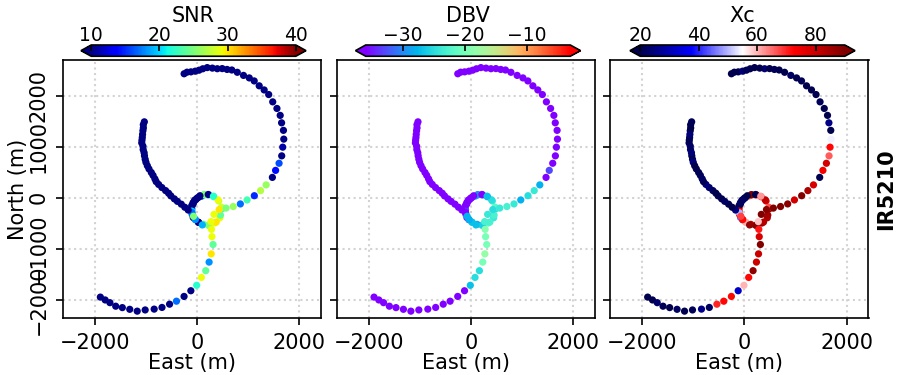 SNR DBV Xc
10 20 30 40 −30 −20 −10 20 40 60 80
2000
1000
0
−1000
−2000
North (m)
IR5210
−2000 0 2000 −2000 0 2000 −2000 0 2000
East (m) East (m) East (m)